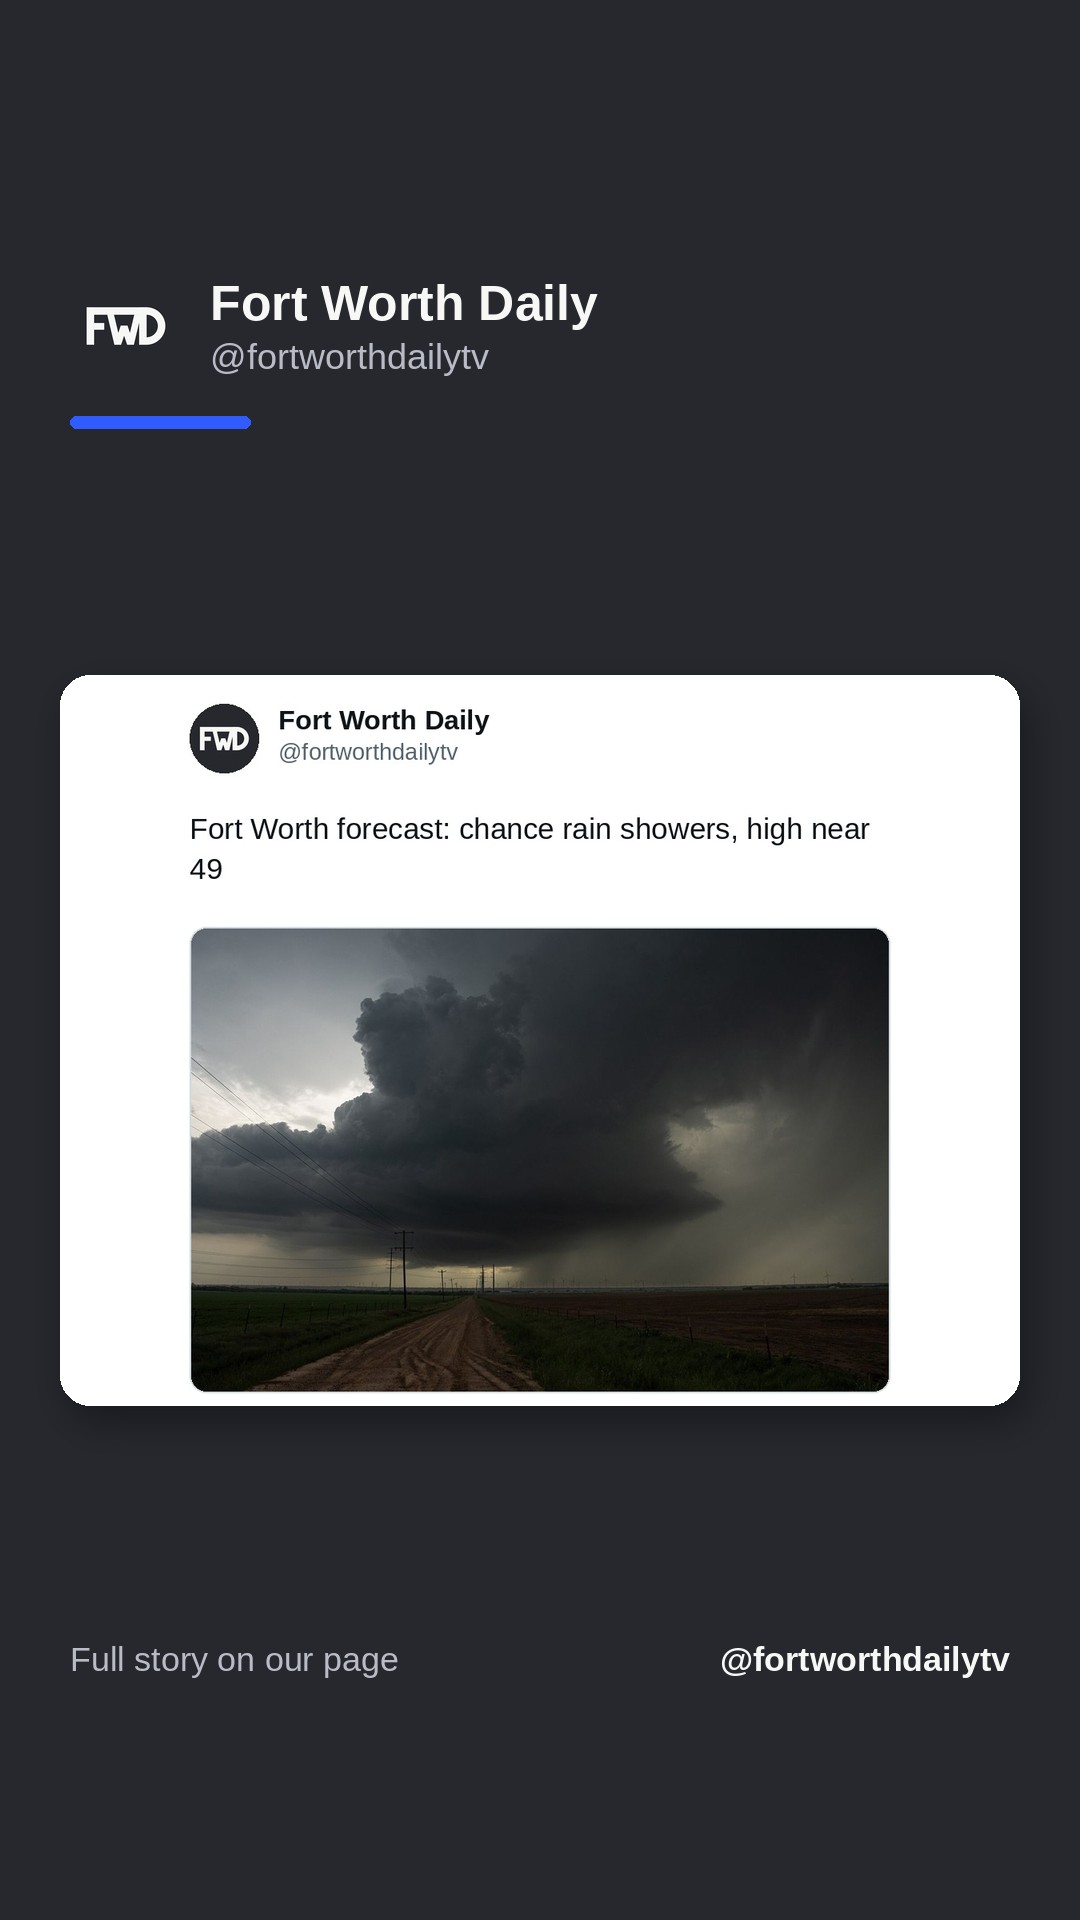 FWD
Fort Worth Daily
@fortworthdailytv
FWD
Fort Worth Daily
@fortworthdailytv
Fort Worth forecast: chance rain showers, high near
49
Full story on our page
@fortworthdailytv